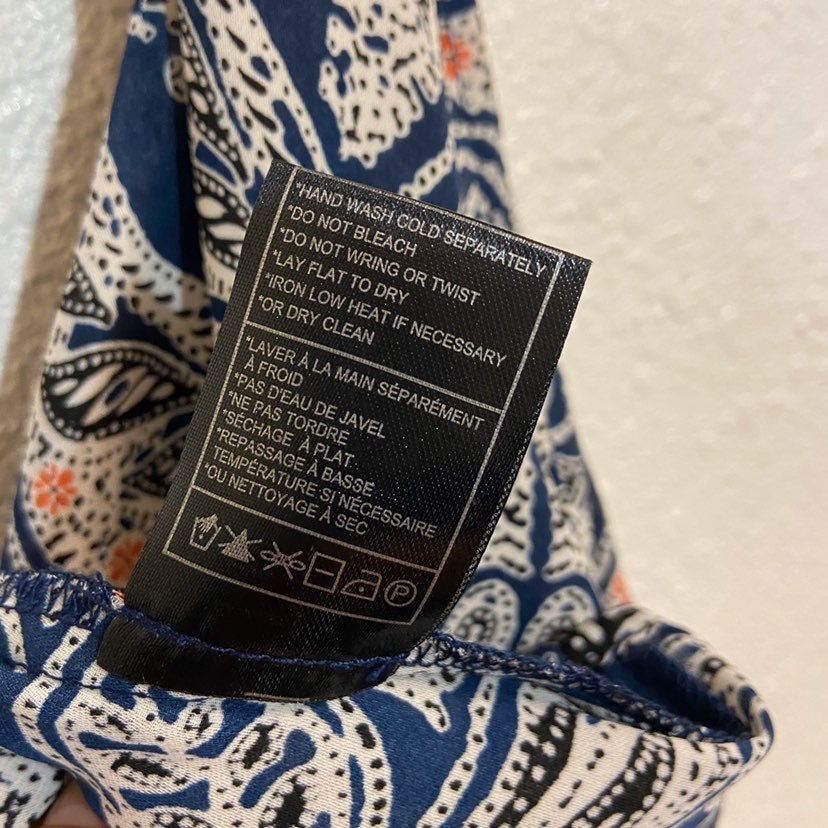 *HAND WASH COLD SEPARATELY
*DO NOT BLEACH
*DO NOT WRING OR TWIST
*LAY FLAT TO DRY
*IRON LOW HEAT IF NECESSARY
*OR DRY CLEAN
*LAVER À LA MAIN SÉPARÉMENT
À FROID
*PAS D'EAU DE JAVEL
*NE PAS TORDRE
*SÉCHAGE À PLAT
*REPASSAGE À BASSE
TEMPÉRATURE SI NÉCESSAIRE
*OU NETTOYAGE À SEC
P